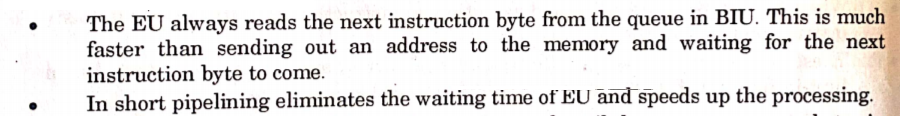 • The EU always reads the next instruction byte from the queue in BIU. This is much
faster than sending out an address to the memory and waiting for the next
instruction byte to come.
• In short pipelining eliminates the waiting time of EU and speeds up the processing.